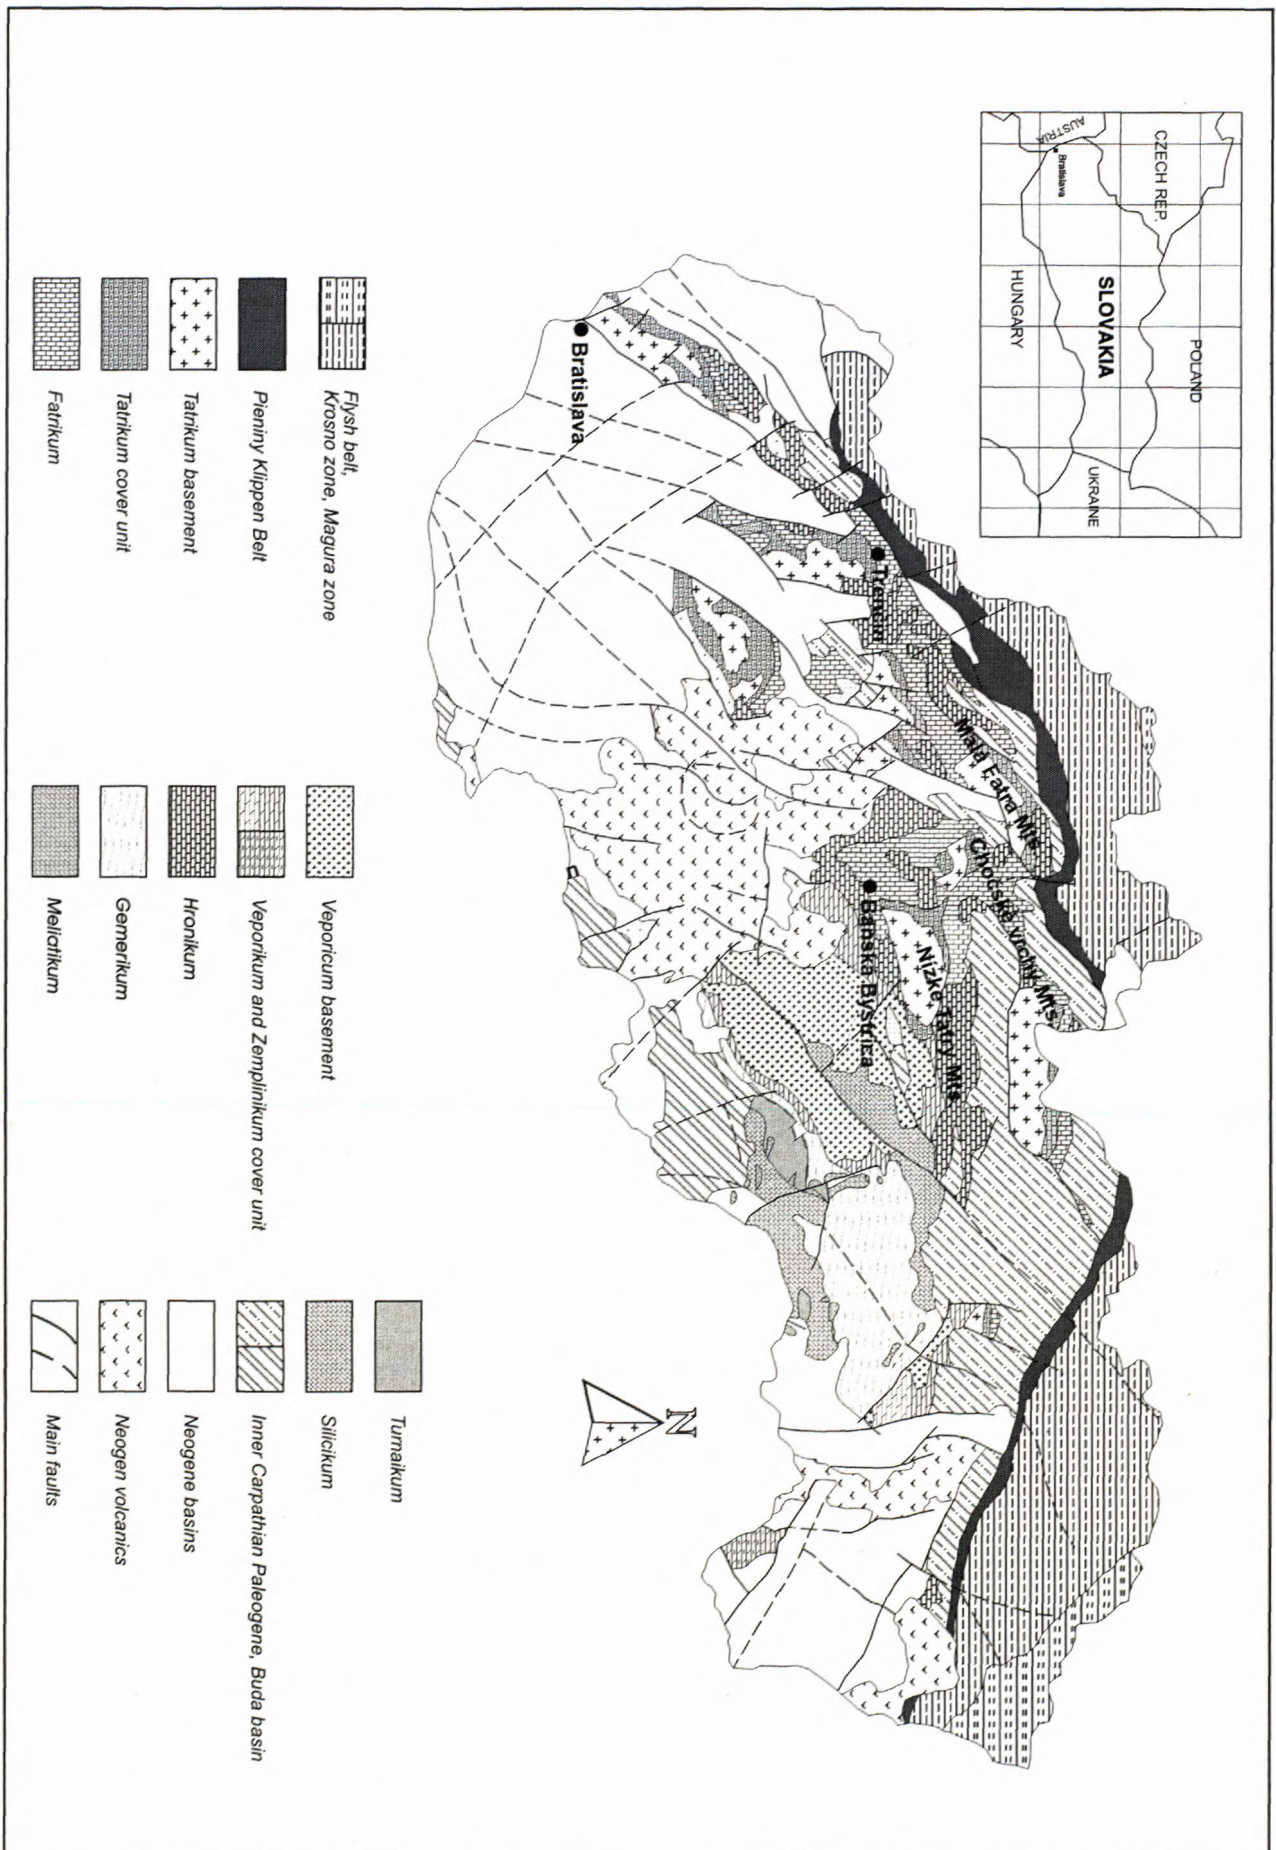 CZECH REP.
POLAND
AUSTRIA
Bratislava
SLOVAKIA
UKRAINE
HUNGARY
Malá Fatra Mts
Chočské vrchy Mts
Trenčín
Nízke Tatry Mts
Banská Bystrica
Bratislava
N
Flysh belt,
Krosno zone, Magura zone
Pieniny Klippen Belt
Tatrikum basement
Tatrikum cover unit
Fatrikum
Veporicum basement
Veporikum and Zemplinikum cover unit
Hronikum
Gemerikum
Meliatikum
Turnaikum
Silicikum
Inner Carpathian Paleogene, Buda basin
Neogene basins
Neogen volcanics
Main faults